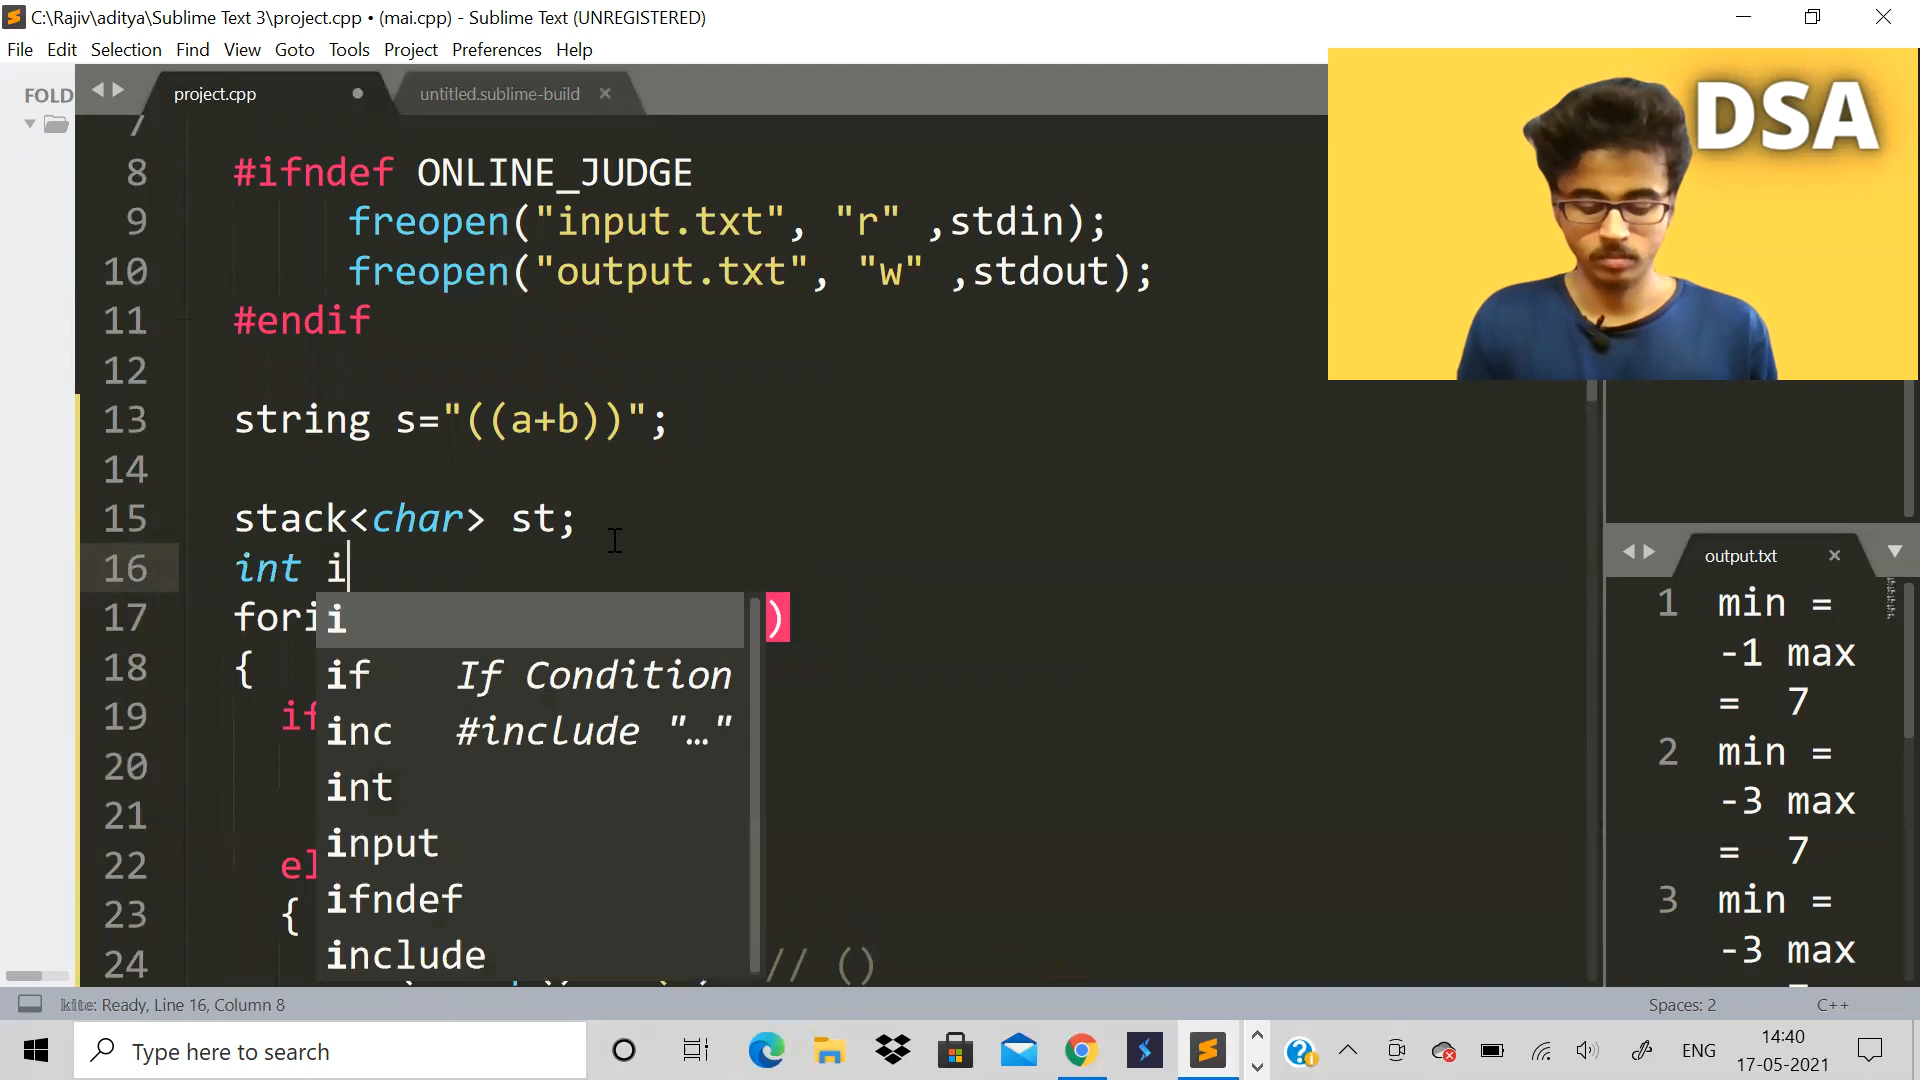 C:\Rajiv\aditya\Sublime Text 3\project.cpp • (mai.cpp) - Sublime Text (UNREGISTERED)
File Edit Selection Find View Goto Tools Project Preferences Help
FOLD
project.cpp
untitled.sublime-build
DSA
7
8 #ifndef ONLINE_JUDGE
9 freopen("input.txt", "r" ,stdin);
10 freopen("output.txt", "w" ,stdout);
11 #endif
12
13 string s="((a+b))";
14
15 stack<char> st;
16 int i
17 fori )
i
18 {
if If Condition
19 if
inc #include "…"
20
int
21
input
22 el
ifndef
23 {
include
24 // ()
output.txt
1 min =
-1 max
= 7
2 min =
-3 max
= 7
3 min =
-3 max
kite: Ready, Line 16, Column 8
Spaces: 2
C++
Type here to search
ENG
14:40
17-05-2021